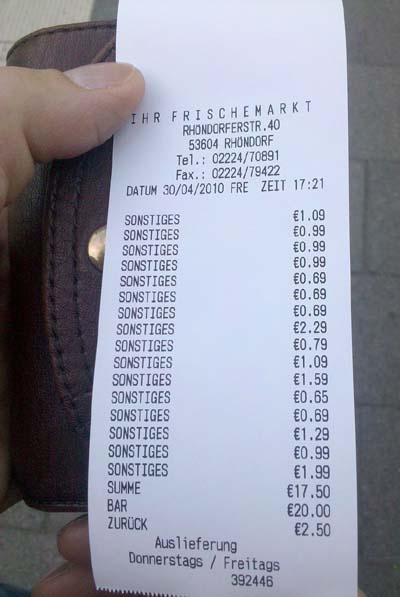 IHR FRISCHEMARKT
RHÖNDORFERSTR.40
53604 RHÖNDORF
Tel.: 02224/70891
Fax.: 02224/79422
DATUM 30/04/2010 FRE ZEIT 17:21
SONSTIGES €1.09
SONSTIGES €0.99
SONSTIGES €0.99
SONSTIGES €0.99
SONSTIGES €0.69
SONSTIGES €0.69
SONSTIGES €0.69
SONSTIGES €2.29
SONSTIGES €0.79
SONSTIGES €1.09
SONSTIGES €1.59
SONSTIGES €0.65
SONSTIGES €0.69
SONSTIGES €1.29
SONSTIGES €0.99
SONSTIGES €1.99
SUMME €17.50
BAR €20.00
ZURÜCK €2.50
Auslieferung
Donnerstags / Freitags
392446